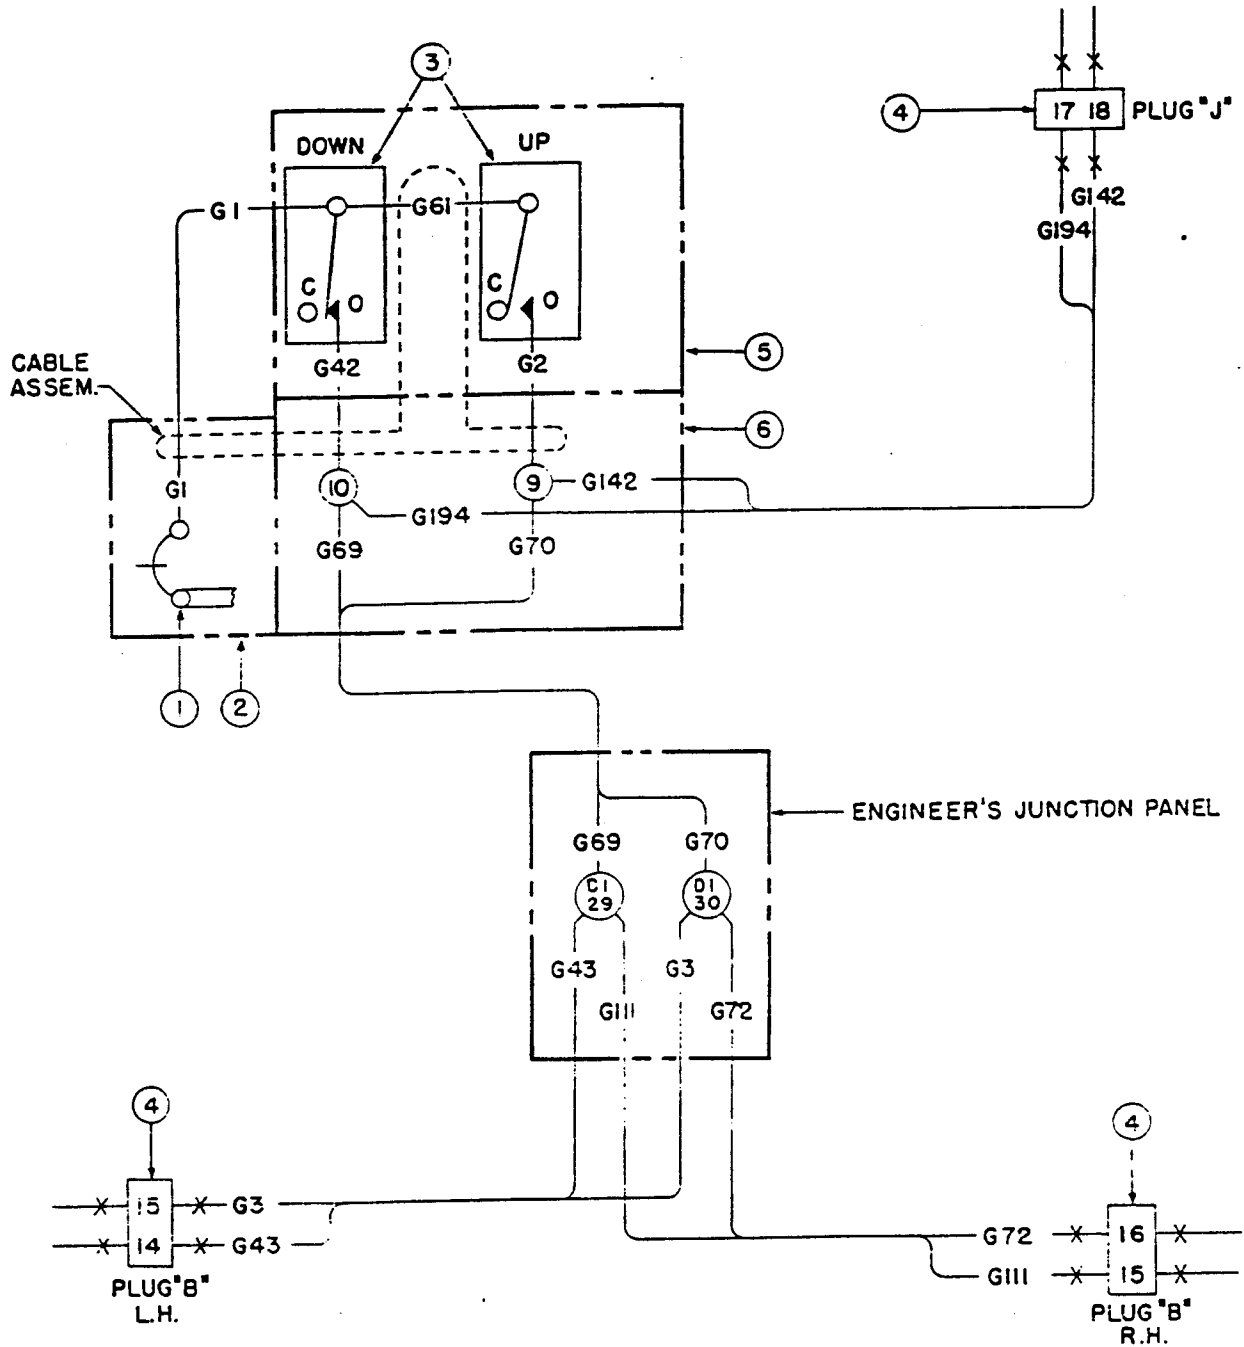 3
4
17 18 PLUG "J"
DOWN
UP
G1
G61
G142
G194
C
O
C
O
G42
G2
5
CABLE
ASSEM.
6
G1
10
9
G142
G194
G69
G70
1
2
ENGINEER'S JUNCTION PANEL
G69
G70
C1
29
D1
30
G43
G3
G111
G72
4
4
15
G3
14
G43
PLUG "B"
L.H.
G72
16
G111
15
PLUG "B"
R.H.